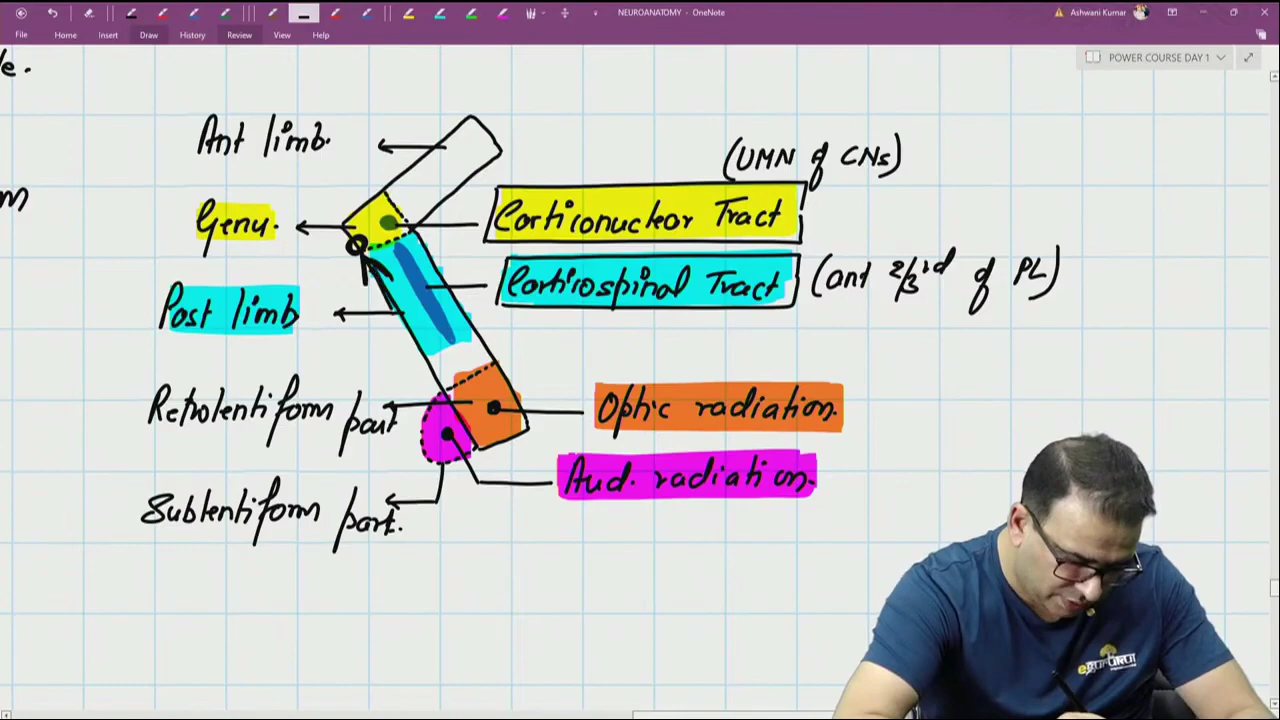 NEUROANATOMY - OneNote
Ashwani Kumar
File Home Insert Draw History Review View Help
POWER COURSE DAY 1
Ant limb.
(UMN of CNs)
Genu.
Corticonuclear Tract
Corticospinal Tract
(ant 2/3rd of PL)
Post limb
Retrolentiform part
Optic radiation.
Aud. radiation.
Sublentiform part.